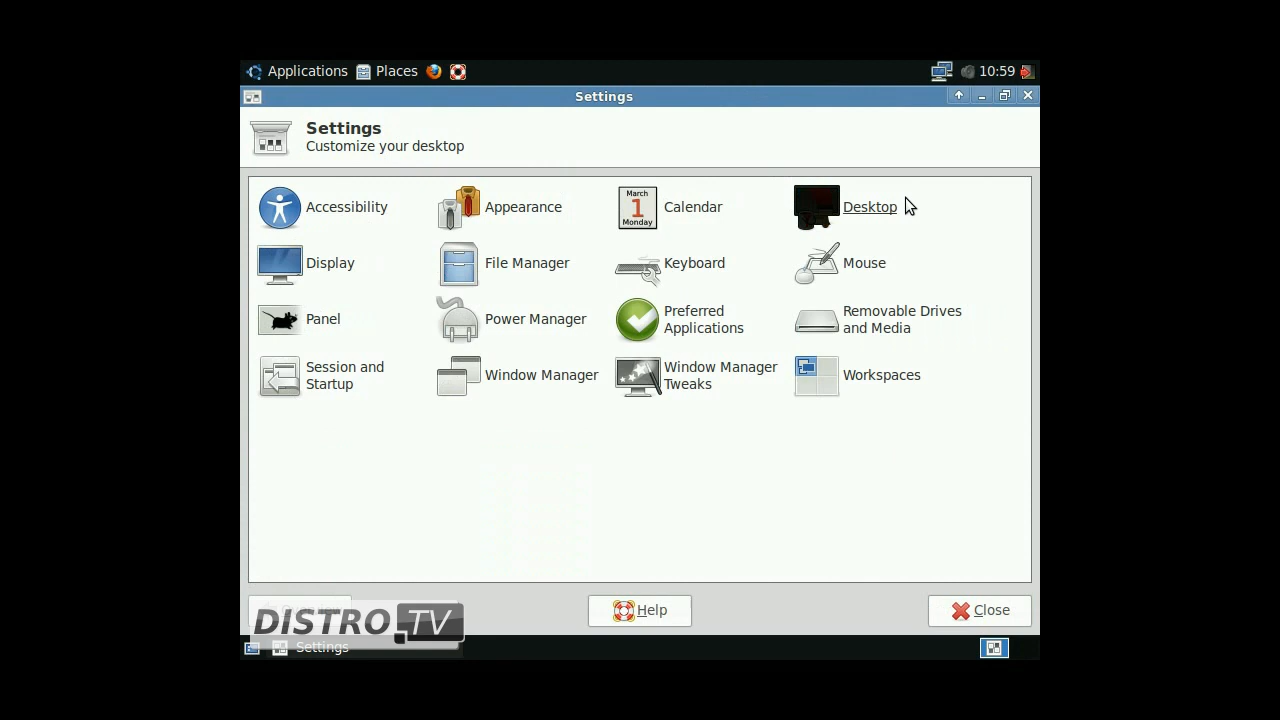 Applications Places 10:59
Settings
Settings
Customize your desktop
Accessibility Appearance March 1 Monday Calendar Desktop
Display File Manager Keyboard Mouse
Panel Power Manager Preferred Applications Removable Drives and Media
Session and Startup Window Manager Window Manager Tweaks Workspaces
DISTRO.TV Help Close
Settings